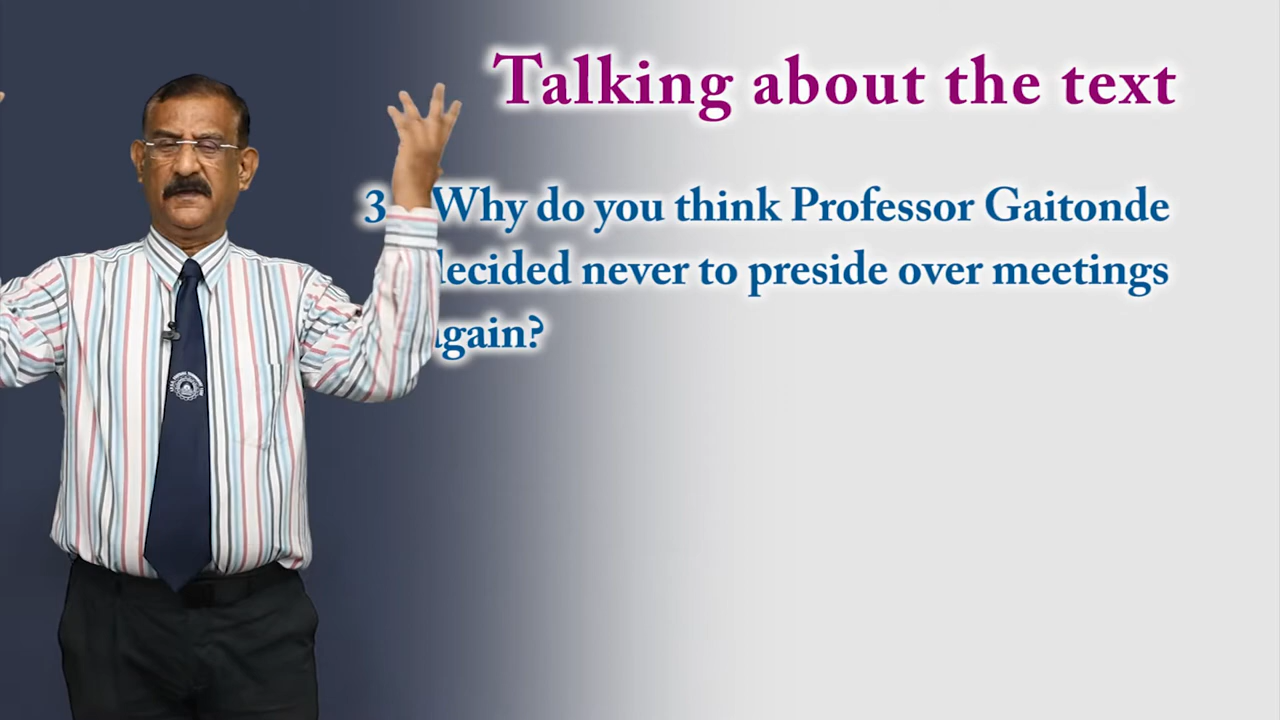 Talking about the text
3 Why do you think Professor Gaitonde
decided never to preside over meetings
again?